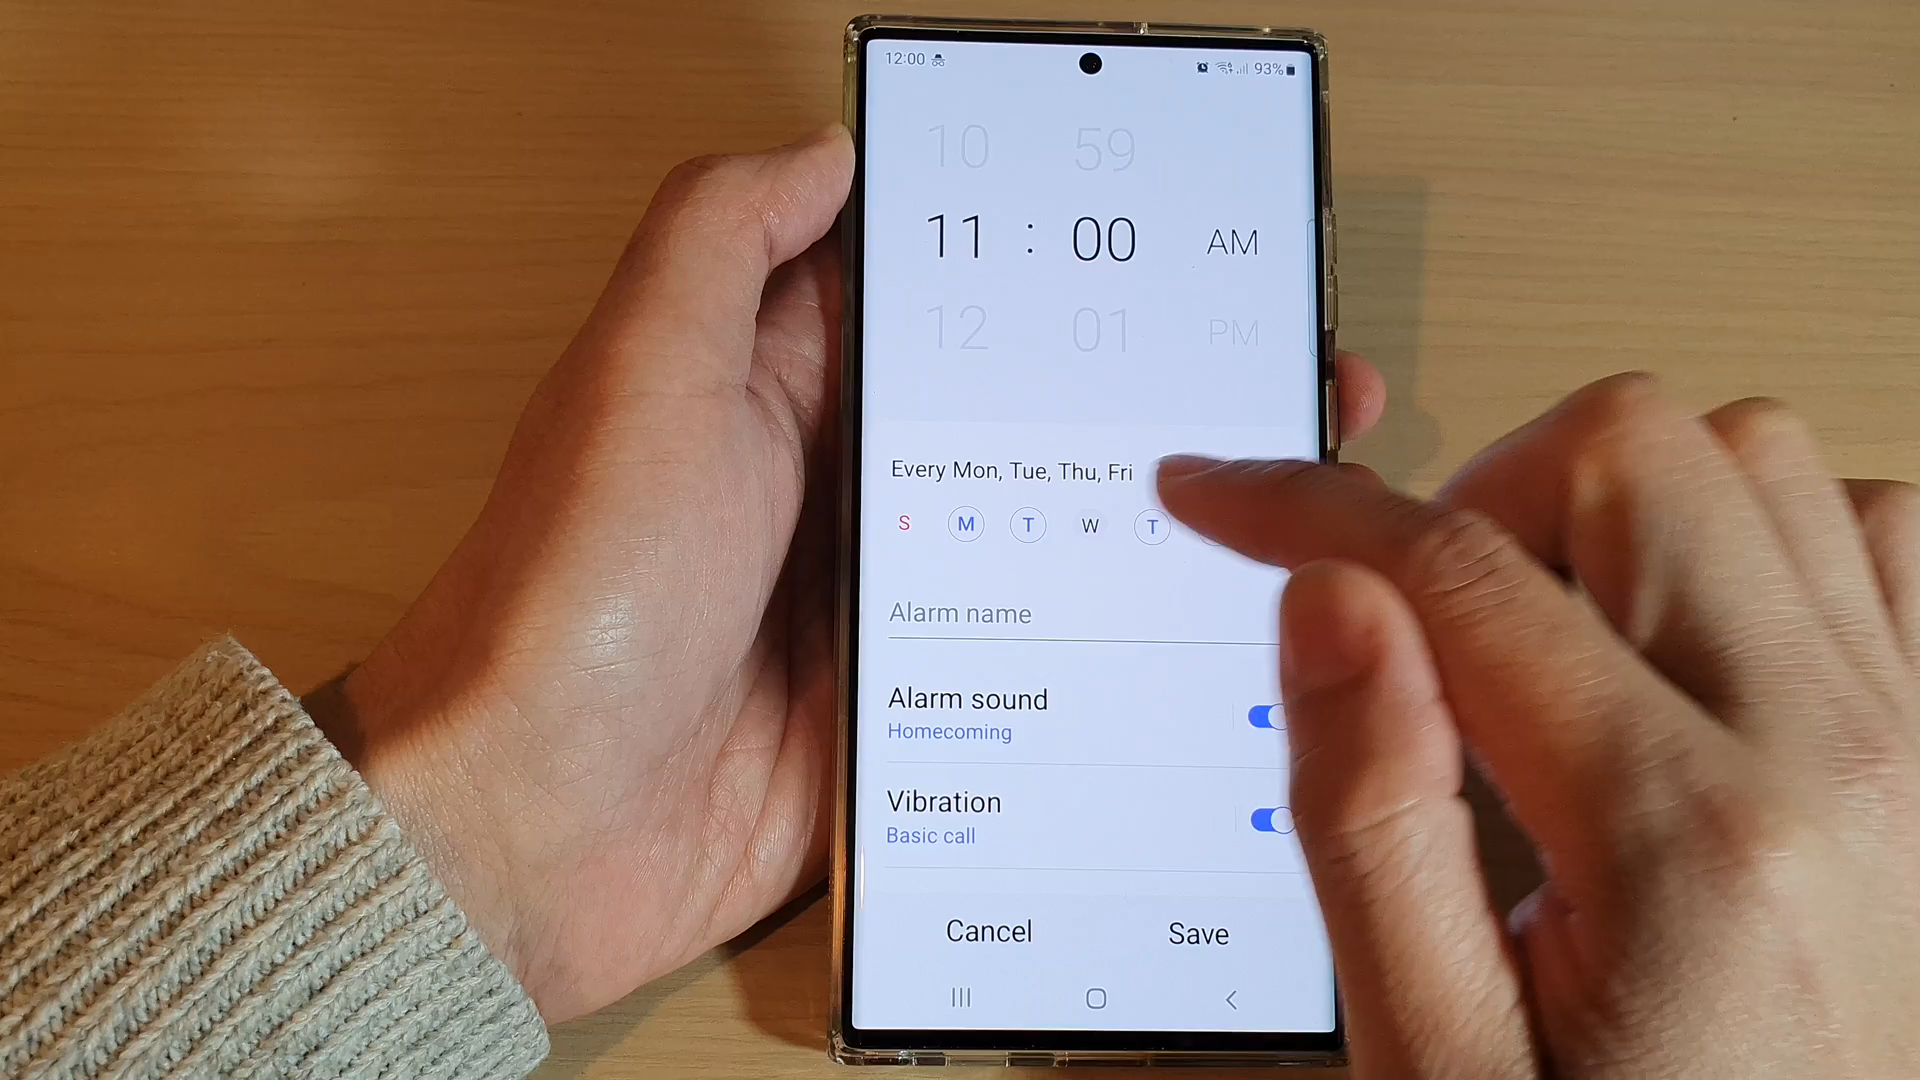 12:00 93%
10 59
11 : 00 AM
12 01 PM
Every Mon, Tue, Thu, Fri
S M T W T
Alarm name
Alarm sound
Homecoming
Vibration
Basic call
Cancel Save